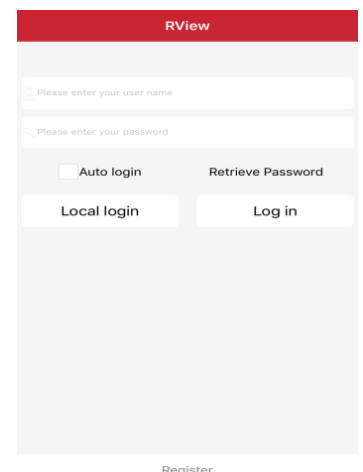 RView
Please enter your user name
Please enter your password
Auto login Retrieve Password
Local login Log in
Register